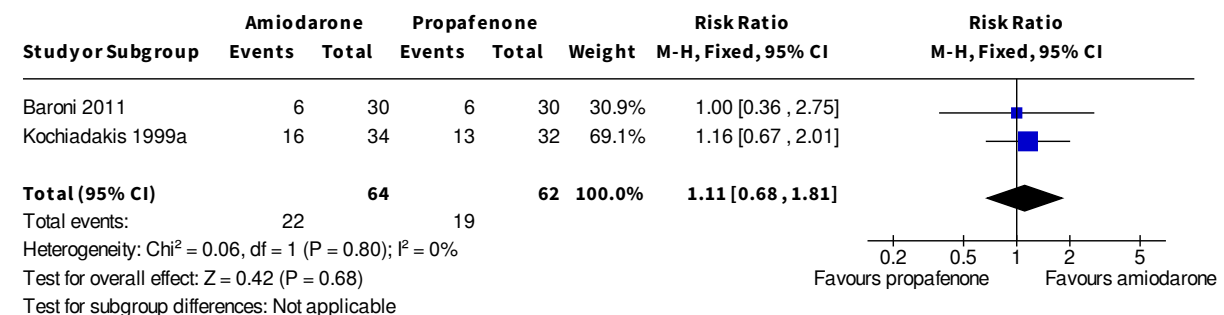 Amiodarone Propafenone Risk Ratio Risk Ratio
Study or Subgroup Events Total Events Total Weight M-H, Fixed, 95% CI M-H, Fixed, 95% CI
Baroni 2011 6 30 6 30 30.9% 1.00 [0.36 , 2.75]
Kochiadakis 1999a 16 34 13 32 69.1% 1.16 [0.67 , 2.01]
Total (95% CI) 64 62 100.0% 1.11 [0.68 , 1.81]
Total events: 22 19
Heterogeneity: Chi² = 0.06, df = 1 (P = 0.80); I² = 0%
0.2 0.5 1 2 5
Test for overall effect: Z = 0.42 (P = 0.68)
Favours propafenone Favours amiodarone
Test for subgroup differences: Not applicable